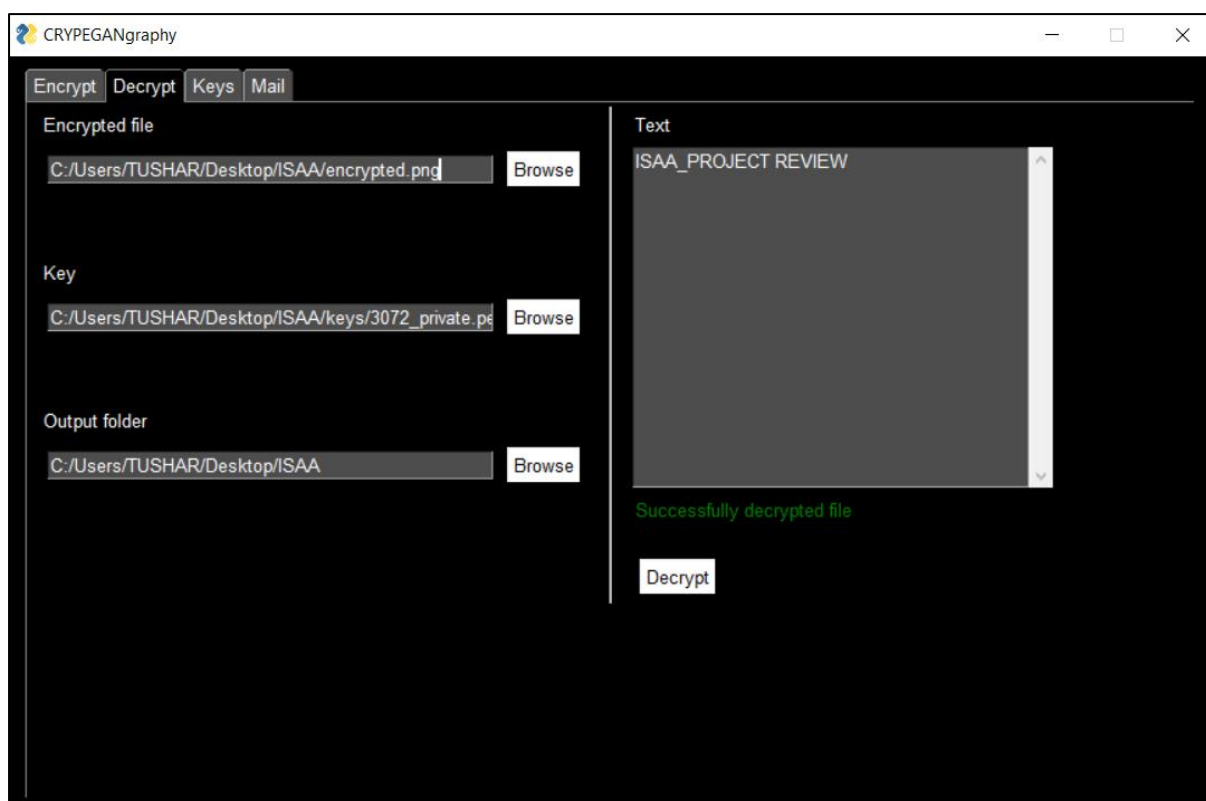 CRYPEGANgraphy
Encrypt Decrypt Keys Mail
Encrypted file
C:/Users/TUSHAR/Desktop/ISAA/encrypted.png Browse
Key
C:/Users/TUSHAR/Desktop/ISAA/keys/3072_private.pe Browse
Output folder
C:/Users/TUSHAR/Desktop/ISAA Browse
Text
ISAA_PROJECT REVIEW
Successfully decrypted file
Decrypt